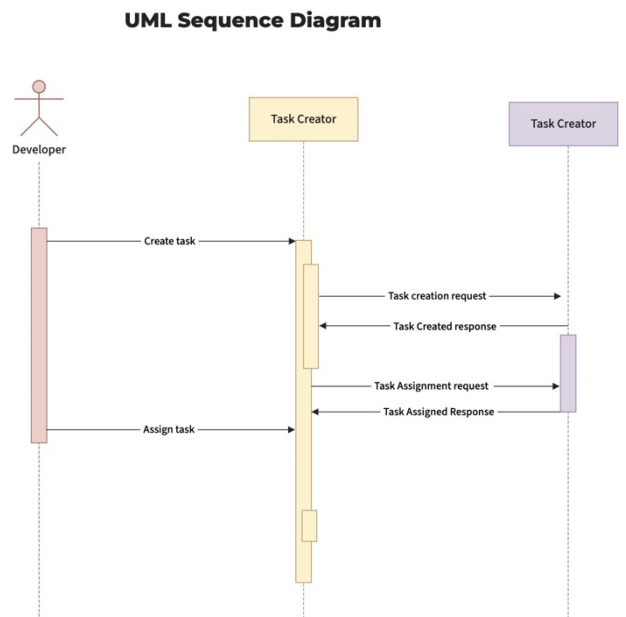 UML Sequence Diagram
Task Creator
Task Creator
Developer
Create task
Task creation request
Task Created response
Task Assignment request
Task Assigned Response
Assign task